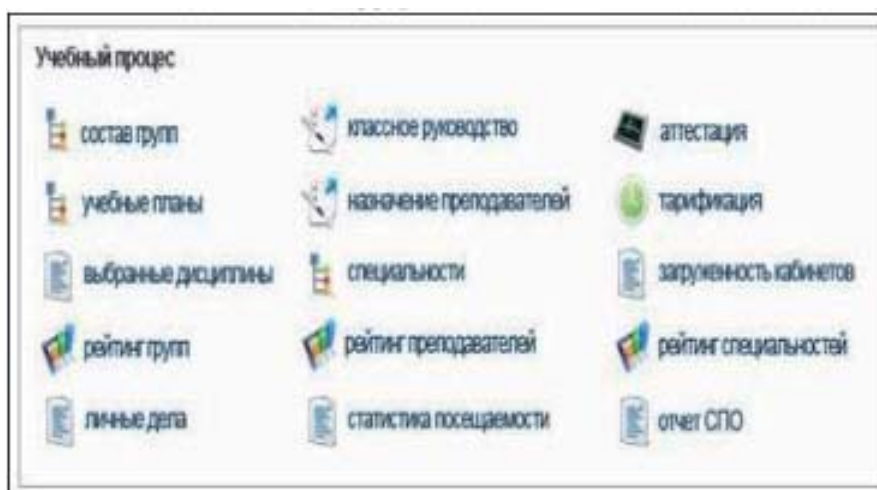 Учебный процес
состав групп
классное руководство
аттестация
учебные планы
назначение преподавателей
тарификация
выбранные дисциплины
специальности
загруженность кабинетов
рейтинг групп
рейтинг преподавателей
рейтинг специальностей
личные дела
статистика посещаемости
отчет СПО